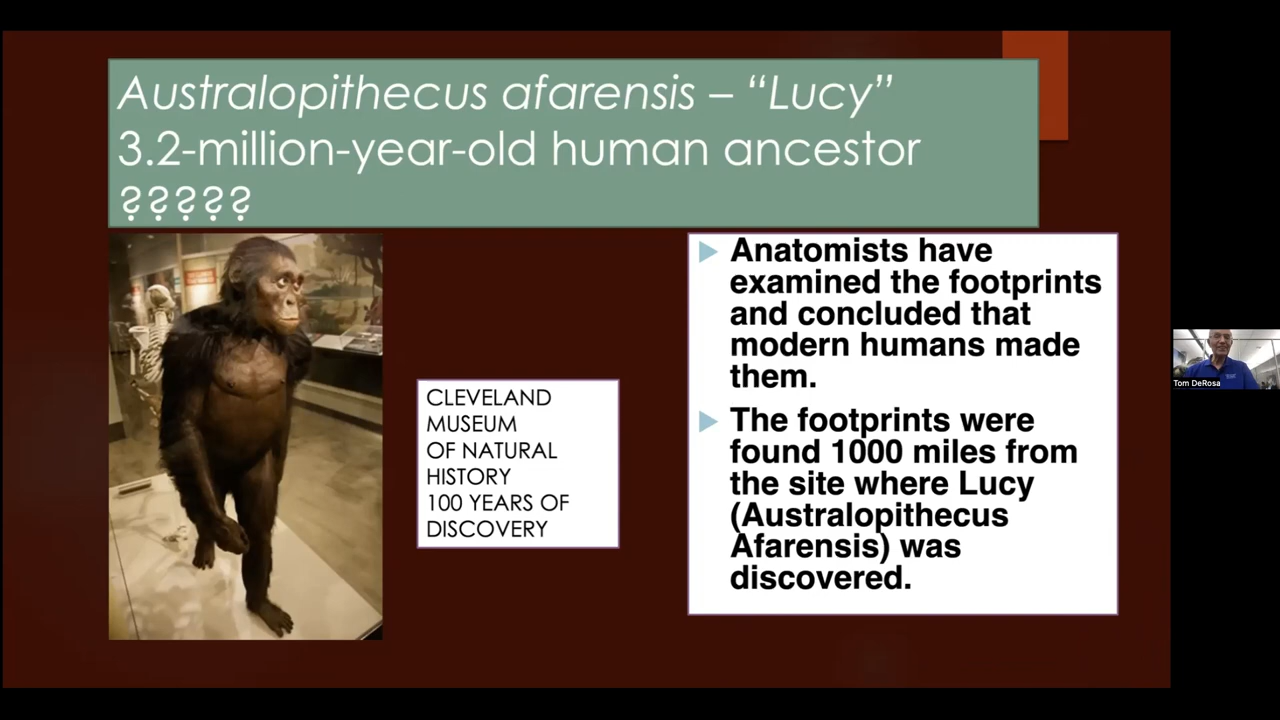 Australopithecus afarensis – “Lucy”
3.2-million-year-old human ancestor
?????
CLEVELAND
MUSEUM
OF NATURAL
HISTORY
100 YEARS OF
DISCOVERY
Anatomists have
examined the footprints
and concluded that
modern humans made
them.
The footprints were
found 1000 miles from
the site where Lucy
(Australopithecus
Afarensis) was
discovered.
Tom DeRosa